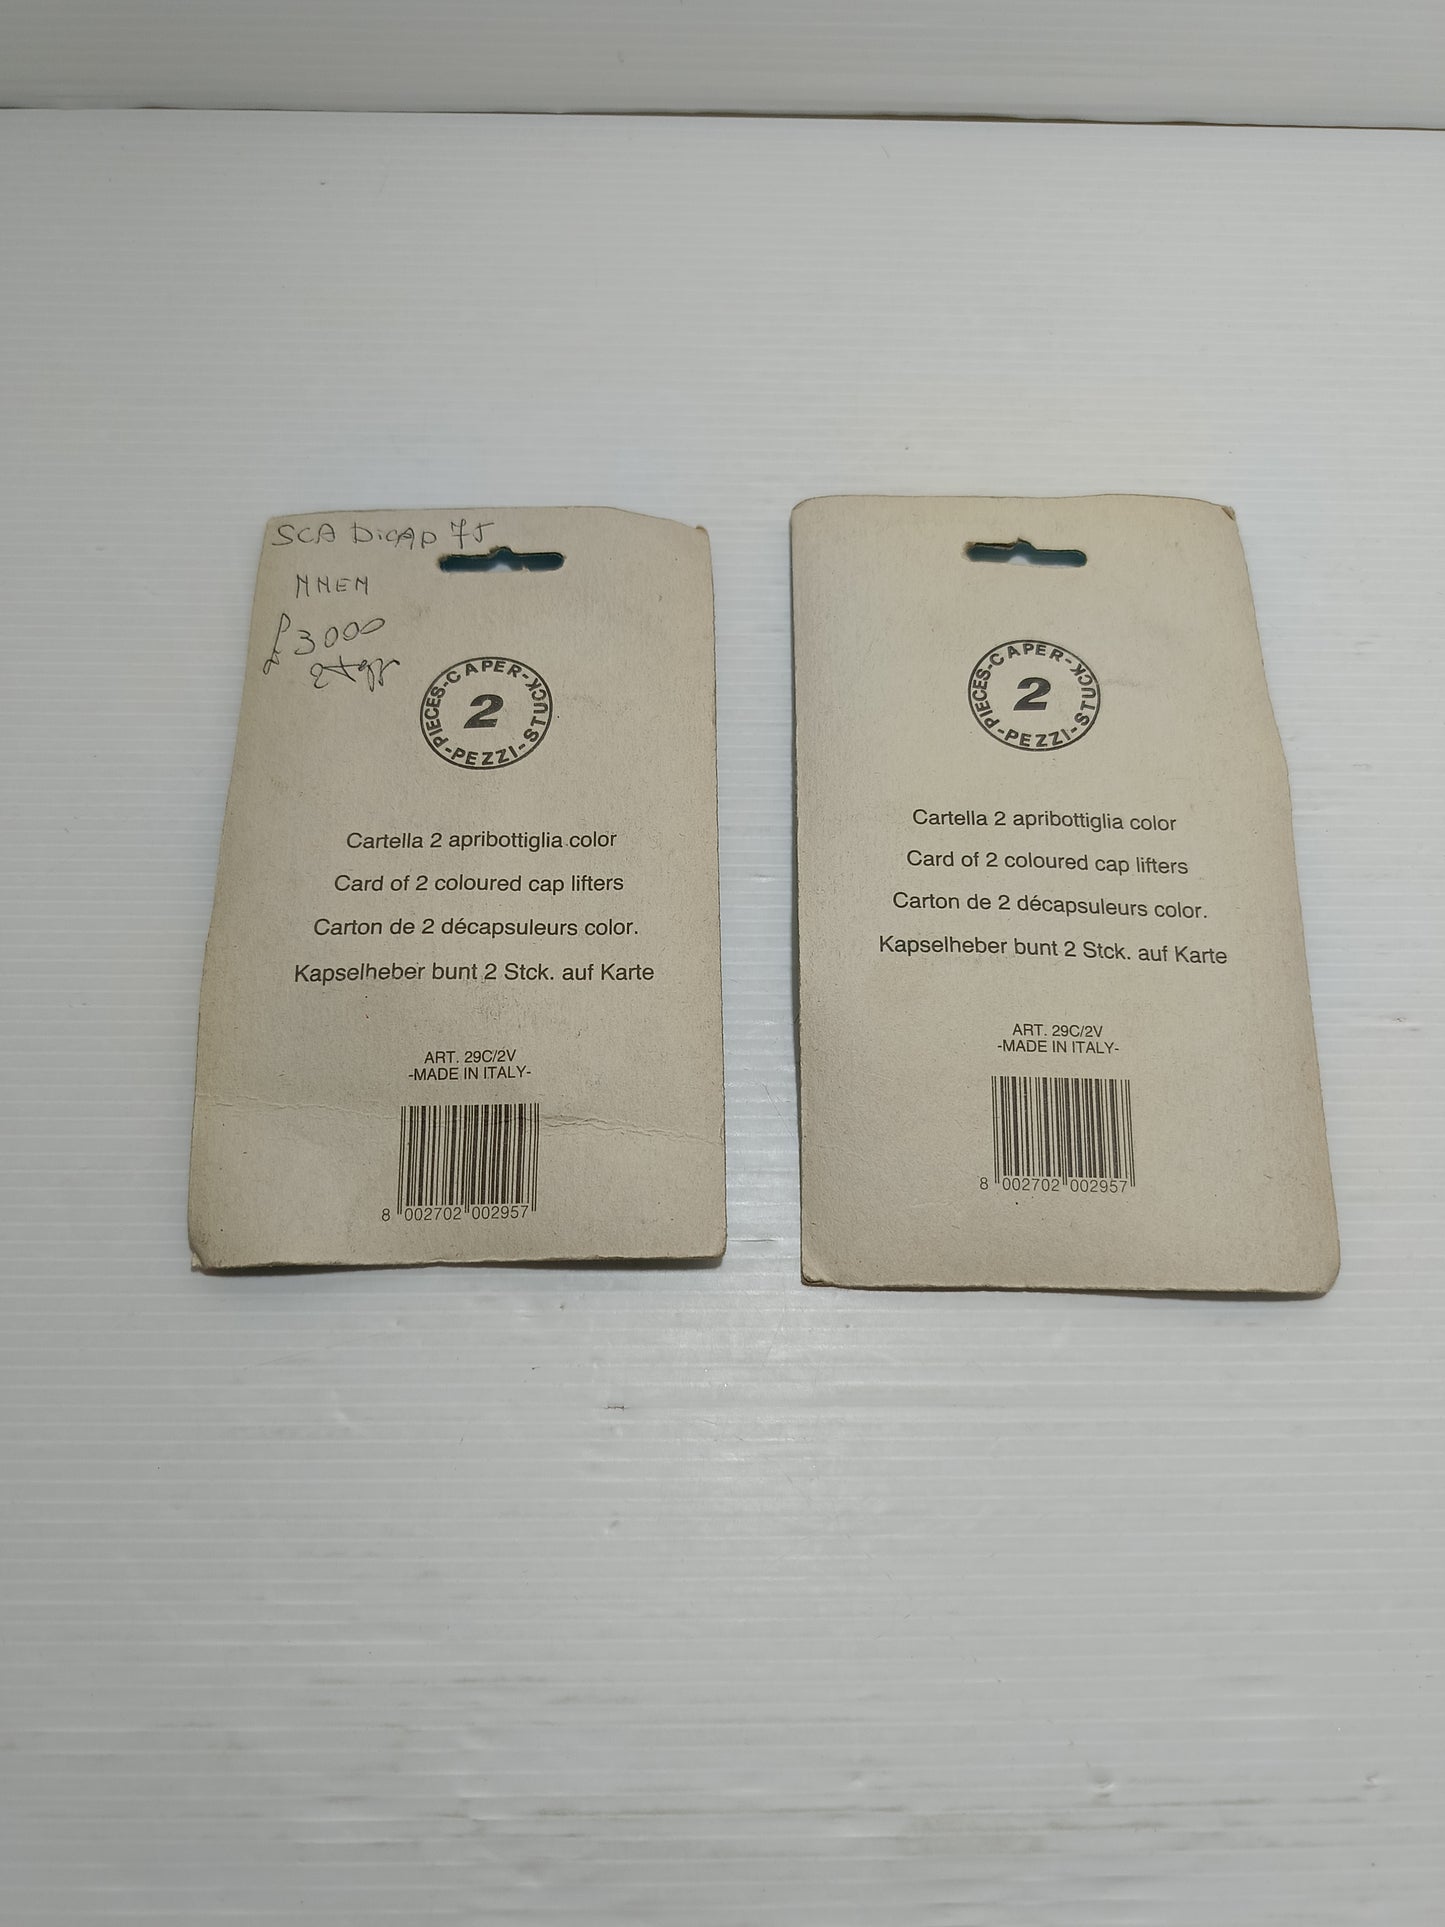 SCA DiCAP 75
MMEM
£3000
PIECES-CAPER-STUCK-PEZZI-
2
Cartella 2 apribottiglia color
Card of 2 coloured cap lifters
Carton de 2 décapsuleurs color.
Kapselheber bunt 2 Stck. auf Karte
ART. 29C/2V
-MADE IN ITALY-
8 002702 002957
PIECES-CAPER-STUCK-PEZZI-
2
Cartella 2 apribottiglia color
Card of 2 coloured cap lifters
Carton de 2 décapsuleurs color.
Kapselheber bunt 2 Stck. auf Karte
ART. 29C/2V
-MADE IN ITALY-
8 002702 002957